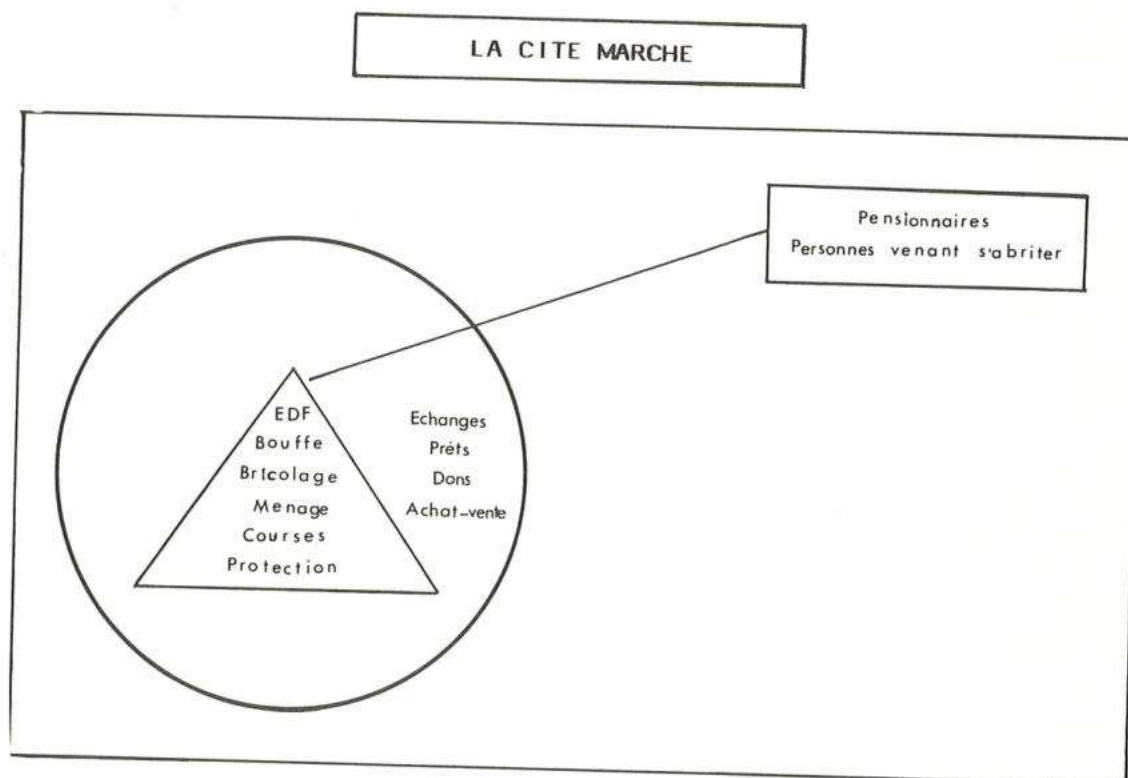 LA CITE MARCHE
Pensionnaires
Personnes venant s'abriter
EDF
Bouffe
Bricolage
Menage
Courses
Protection
Echanges
Prêts
Dons
Achat-vente